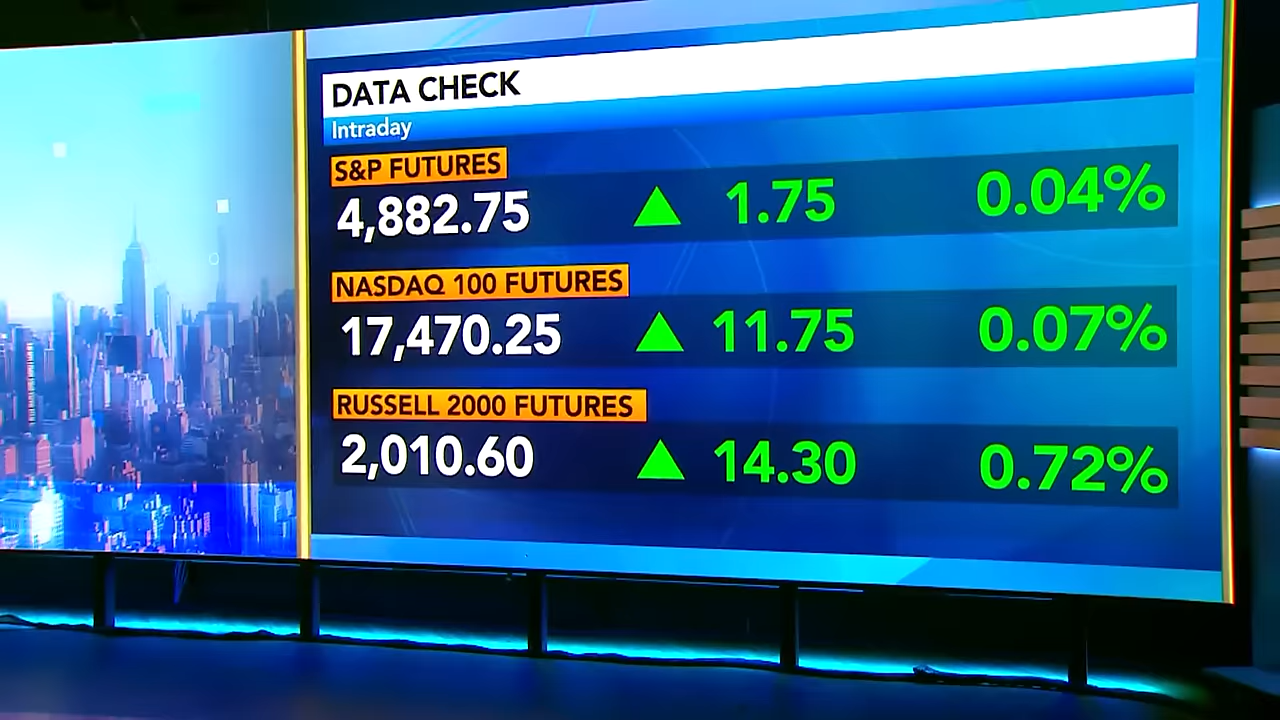 DATA CHECK
Intraday
S&P FUTURES
4,882.75 ▲ 1.75 0.04%
NASDAQ 100 FUTURES
17,470.25 ▲ 11.75 0.07%
RUSSELL 2000 FUTURES
2,010.60 ▲ 14.30 0.72%